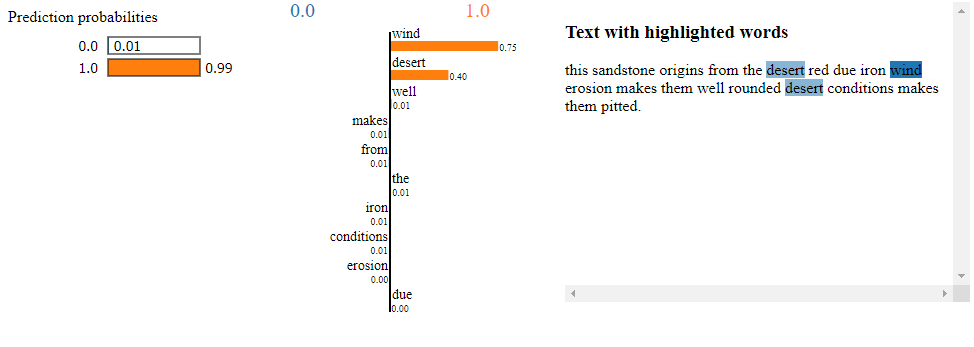 Prediction probabilities
0.0 0.01
1.0 0.99
0.0 1.0
wind
0.75
desert
0.40
well
0.01
makes
0.01
from
0.01
the
0.01
iron
0.01
conditions
0.01
erosion
0.00
due
0.00
Text with highlighted words
this sandstone origins from the desert red due iron wind
erosion makes them well rounded desert conditions makes
them pitted.